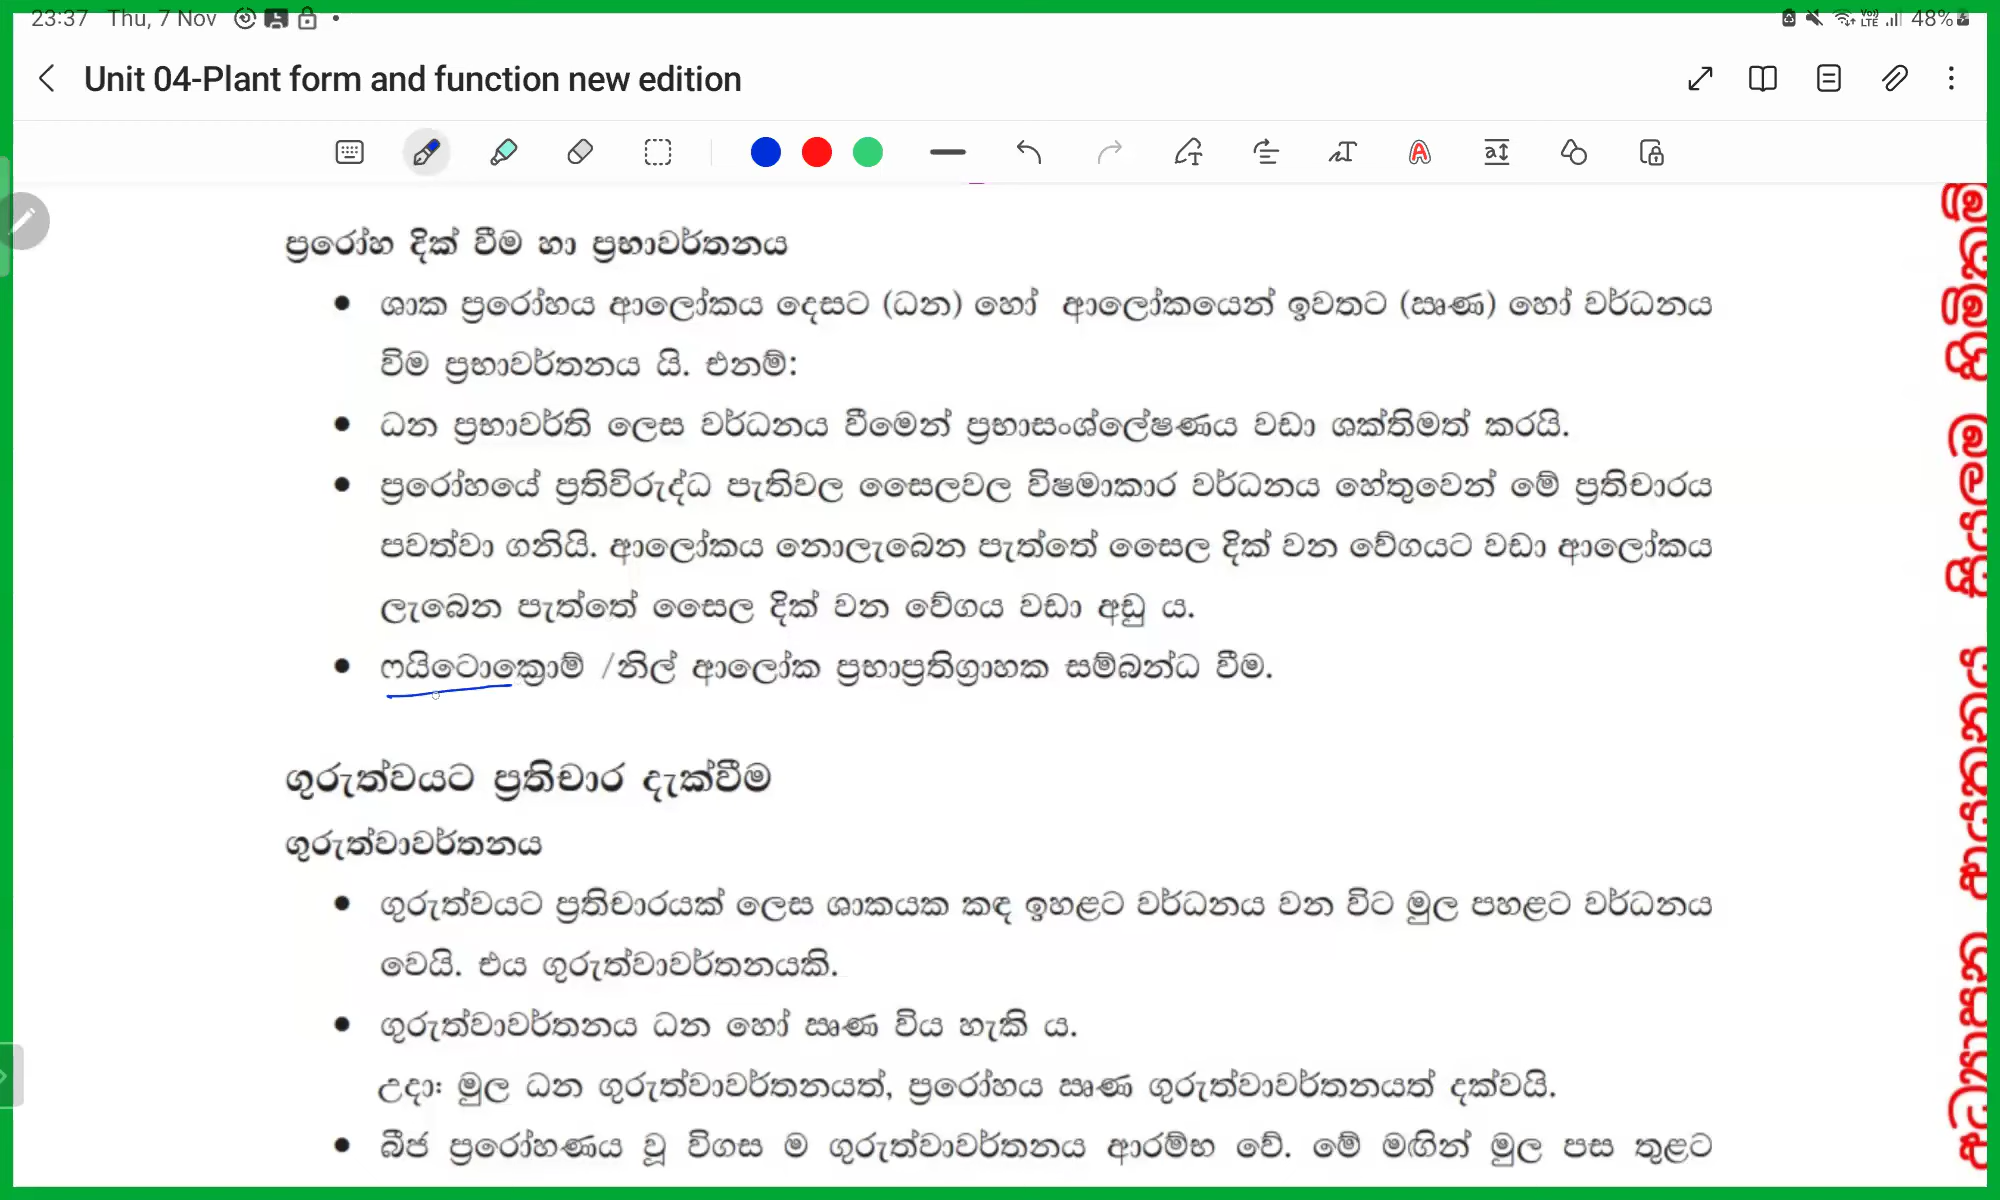 23:37 Thu, 7 Nov
48%
Unit 04-Plant form and function new edition
ප්‍රරෝහ දික් වීම හා ප්‍රභාවර්තනය
• ශාක ප්‍රරෝහය ආලෝකය දෙසට (ධන) හෝ ආලෝකයෙන් ඉවතට (ඍණ) හෝ වර්ධනය
විම ප්‍රභාවර්තනය යි. එනම්:
• ධන ප්‍රභාවර්ති ලෙස වර්ධනය වීමෙන් ප්‍රභාසංශ්ලේෂණය වඩා ශක්තිමත් කරයි.
• ප්‍රරෝහයේ ප්‍රතිවිරුද්ධ පැතිවල සෛලවල විෂමාකාර වර්ධනය හේතුවෙන් මේ ප්‍රතිචාරය
පවත්වා ගනියි. ආලෝකය නොලැබෙන පැත්තේ සෛල දික් වන වේගයට වඩා ආලෝකය
ලැබෙන පැත්තේ සෛල දික් වන වේගය වඩා අඩු ය.
• ෆයිටොක්‍රොම් /නිල් ආලෝක ප්‍රභාප්‍රතිග්‍රාහක සම්බන්ධ වීම.
ගුරුත්වයට ප්‍රතිචාර දැක්වීම
ගුරුත්වාවර්තනය
• ගුරුත්වයට ප්‍රතිචාරයක් ලෙස ශාකයක කඳ ඉහළට වර්ධනය වන විට මුල පහළට වර්ධනය
වෙයි. එය ගුරුත්වාවර්තනයකි.
• ගුරුත්වාවර්තනය ධන හෝ ඍණ විය හැකි ය.
උදා: මුල ධන ගුරුත්වාවර්තනයත්, ප්‍රරෝහය ඍණ ගුරුත්වාවර්තනයත් දක්වයි.
• බීජ ප්‍රරෝහණය වූ විගස ම ගුරුත්වාවර්තනය ආරම්භ වේ. මේ මඟින් මුල පස තුළට